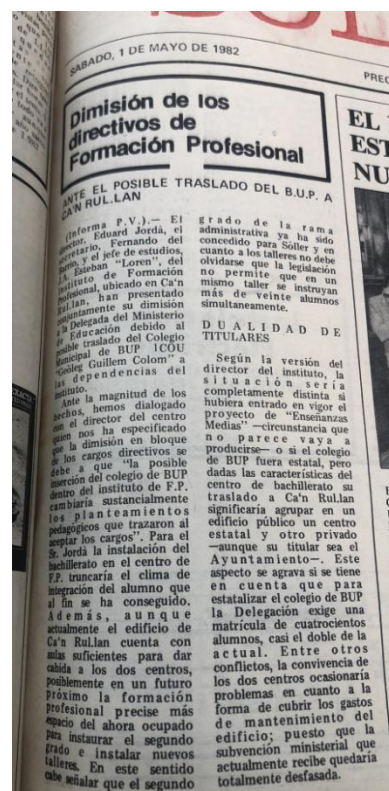 SABADO, 1 DE MAYO DE 1982
PREC
Dimisión de los
directivos de
Formación Profesional
ANTE EL POSIBLE TRASLADO DEL B.U.P. A
CA'N RUL.LAN
(Informa P.V.).— El
director, Eduard Jordà, el
secretario, Fernando del
Barrio, y el jefe de estudios,
Esteban "Loren", del
Instituto de Formación
Profesional, ubicado en Ca'n
Rul.lan, han presentado
conjuntamente su dimisión
a la Delegada del Ministerio
de Educación debido al
posible traslado del Colegio
Municipal de BUP ICOU
"Geòleg Guillem Colom" a
las dependencias del
instituto.
Ante la magnitud de los
hechos, hemos dialogado
con el director del centro
quien nos ha especificado
que la dimisión en bloque
de los cargos directivos se
debe a que "la posible
inserción del colegio de BUP
dentro del instituto de F.P.
cambiaría sustancialmente
los planteamientos
pedagógicos que trazaron al
aceptar los cargos". Para el
Sr. Jordà la instalación del
bachillerato en el centro de
F.P. truncaría el clima de
integración del alumno que
al fin se ha conseguido.
Además, aunque
actualmente el edificio de
Ca'n Rul.lan cuenta con
aulas suficientes para dar
cabida a los dos centros,
posiblemente en un futuro
próximo la formación
profesional precise más
espacio del ahora ocupado
para instaurar el segundo
grado e instalar nuevos
talleres. En este sentido
cabe señalar que el segundo
grado de la rama
administrativa ya ha sido
concedido para Sóller y en
cuanto a los talleres no debe
olvidarse que la legislación
no permite que en un
mismo taller se instruyan
más de veinte alumnos
simultaneamente.
DUALIDAD DE
TITULARES
Según la versión del
director del instituto, la
situación sería
completamente distinta si
hubiera entrado en vigor el
proyecto de "Enseñanzas
Medias" —circunstancia que
no parece vaya a
producirse— o si el colegio
de BUP fuera estatal, pero
dadas las características del
centro de bachillerato su
traslado a Ca'n Rul.lan
significaría agrupar en un
edificio público un centro
estatal y otro privado
—aunque su titular sea el
Ayuntamiento—. Este
aspecto se agrava si se tiene
en cuenta que para
estatalizar el colegio de BUP
la Delegación exige una
matrícula de cuatrocientos
alumnos, casi el doble de la
actual. Entre otros
conflictos, la convivencia de
los dos centros ocasionaría
problemas en cuanto a la
forma de cubrir los gastos
de mantenimiento del
edificio; puesto que la
subvención ministerial que
actualmente recibe quedaría
totalmente desfasada.
EL
EST
NU